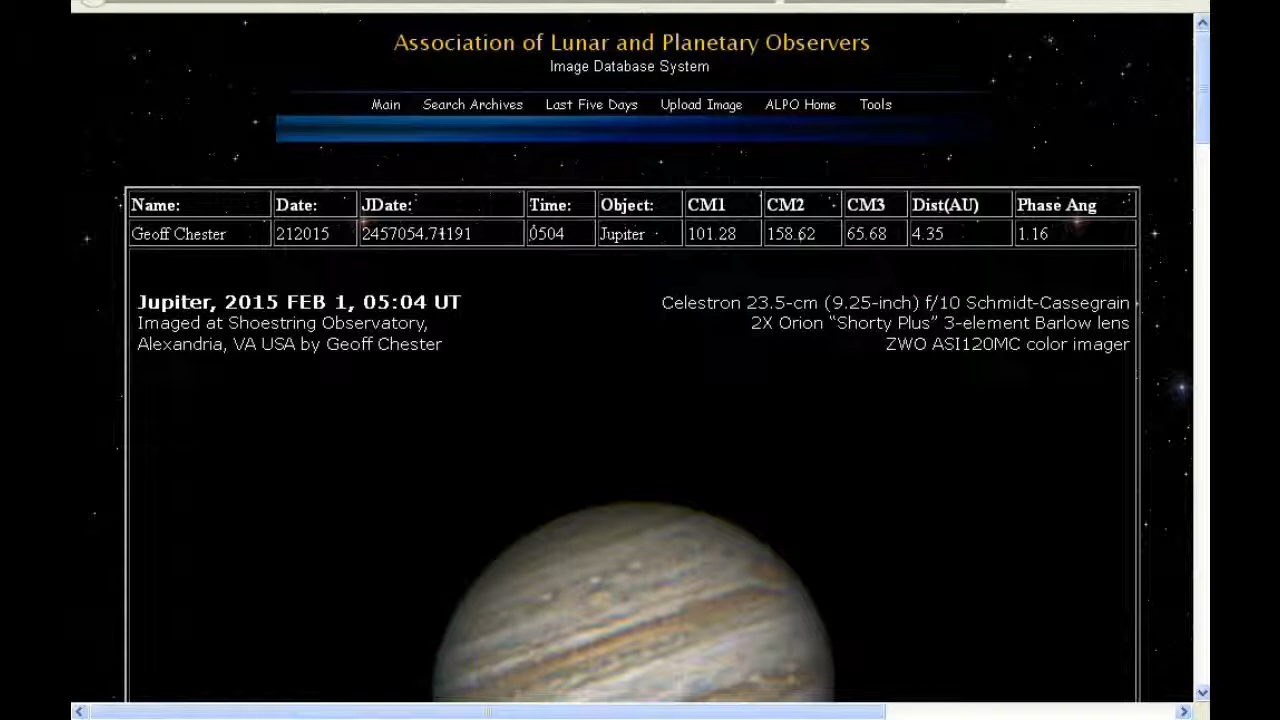 Association of Lunar and Planetary Observers
Image Database System
Main Search Archives Last Five Days Upload Image ALPO Home Tools
Name: Date: JDate: Time: Object: CM1 CM2 CM3 Dist(AU) Phase Ang
Geoff Chester 212015 2457054.71191 0504 Jupiter 101.28 158.62 65.68 4.35 1.16
Jupiter, 2015 FEB 1, 05:04 UT
Imaged at Shoestring Observatory,
Alexandria, VA USA by Geoff Chester
Celestron 23.5-cm (9.25-inch) f/10 Schmidt-Cassegrain
2X Orion “Shorty Plus” 3-element Barlow lens
ZWO ASI120MC color imager